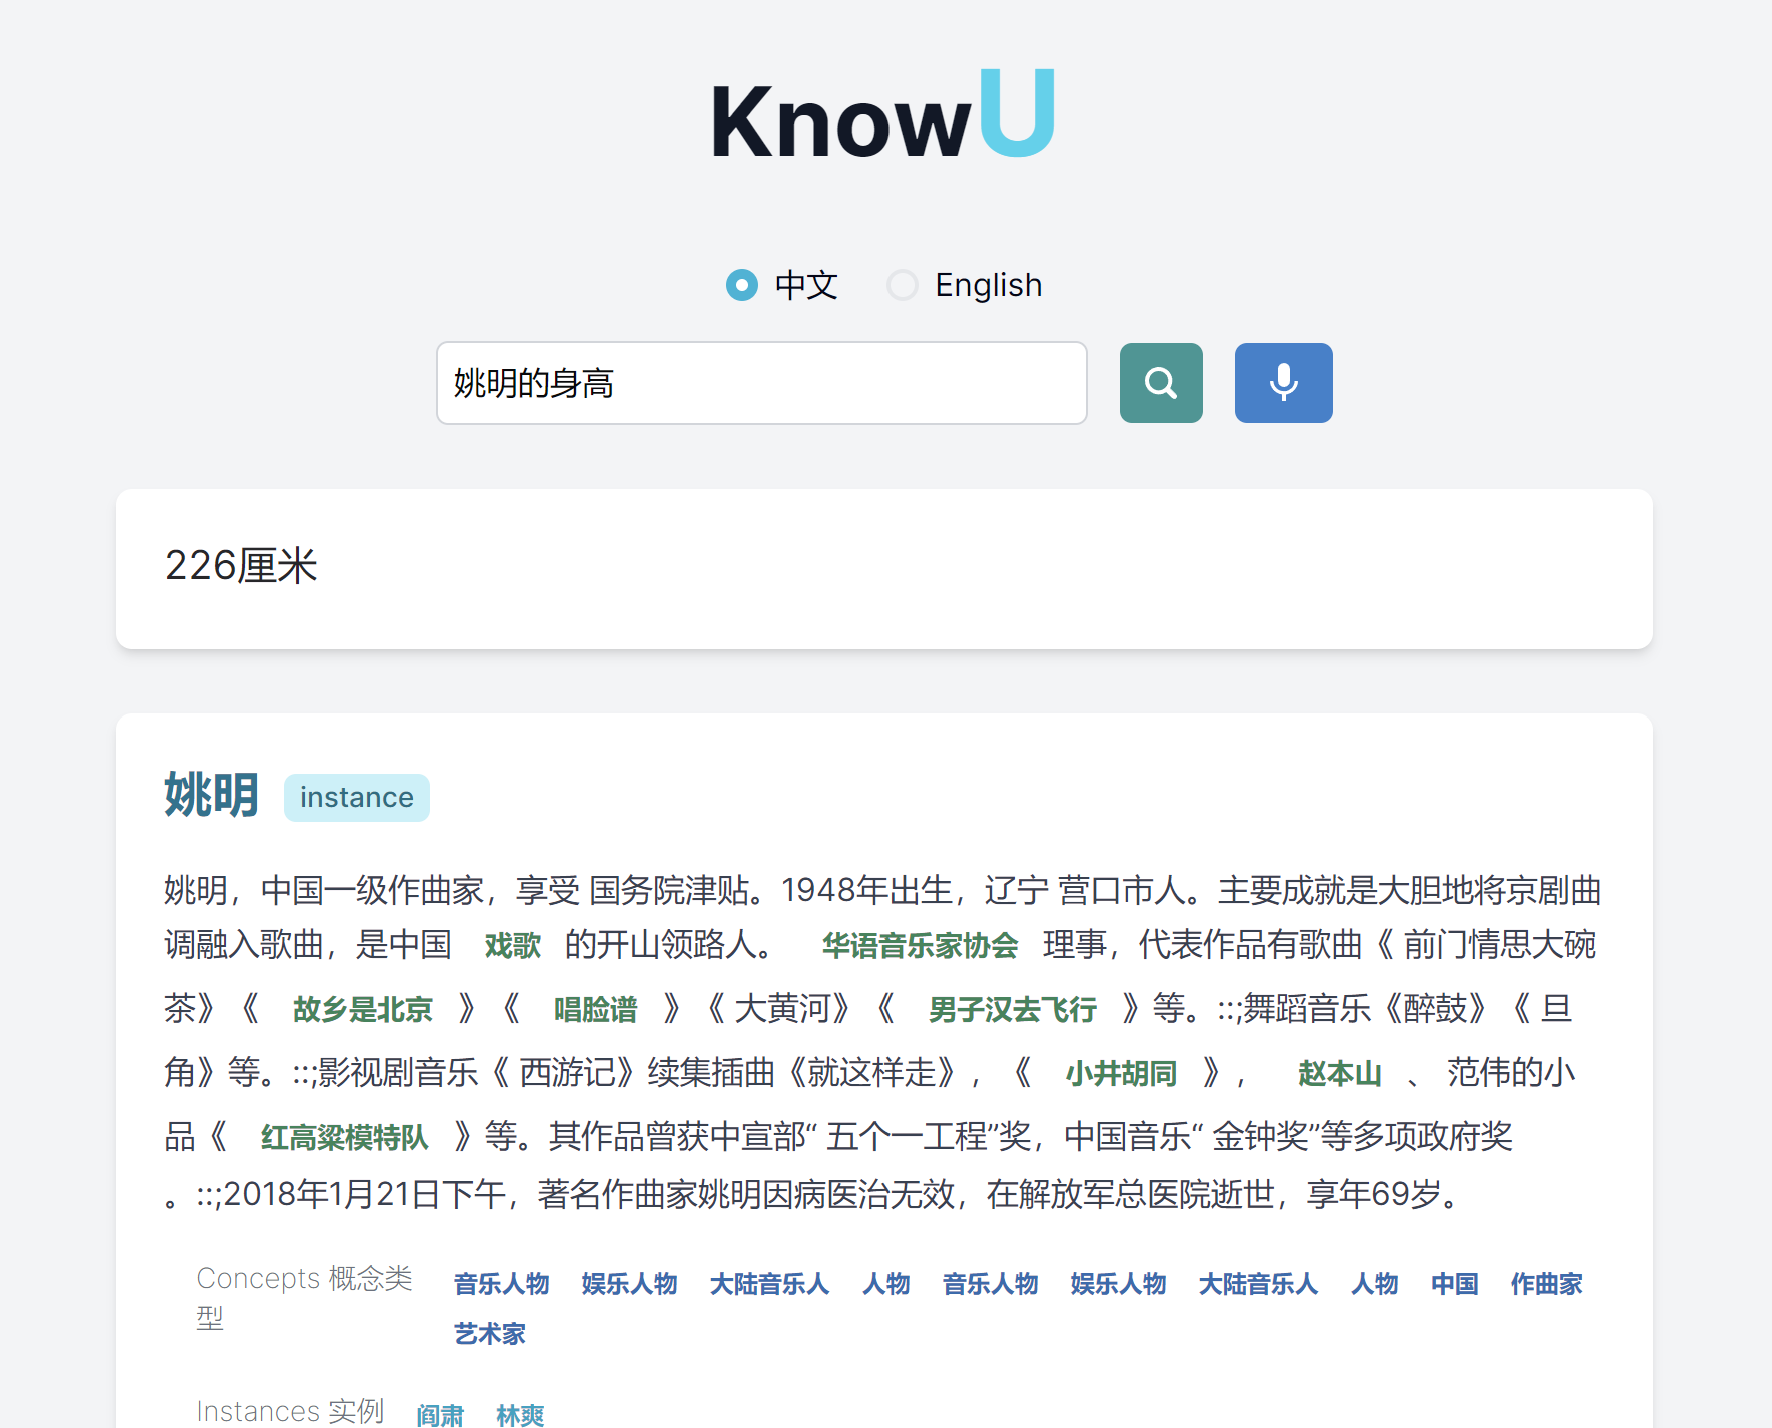 KnowU
中文 English
姚明的身高
226厘米
姚明 instance
姚明，中国一级作曲家，享受 国务院津贴。1948年出生，辽宁 营口市人。主要成就是大胆地将京剧曲
调融入歌曲，是中国 戏歌 的开山领路人。 华语音乐家协会 理事，代表作品有歌曲《 前门情思大碗
茶》《 故乡是北京 》《 唱脸谱 》《 大黄河》《 男子汉去飞行 》等。::;舞蹈音乐《醉鼓》《 旦
角》等。::;影视剧音乐《 西游记》续集插曲《就这样走》，《 小井胡同 》， 赵本山 、 范伟的小
品《 红高粱模特队 》等。其作品曾获中宣部“ 五个一工程”奖，中国音乐“ 金钟奖”等多项政府奖
。::;2018年1月21日下午，著名作曲家姚明因病医治无效，在解放军总医院逝世，享年69岁。
Concepts 概念类型 音乐人物 娱乐人物 大陆音乐人 人物 音乐人物 娱乐人物 大陆音乐人 人物 中国 作曲家
艺术家
Instances 实例 阎肃 林爽